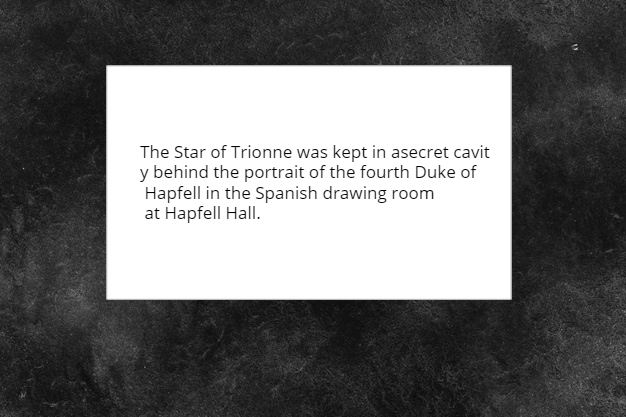 The Star of Trionne was kept in asecret cavit
y behind the portrait of the fourth Duke of
Hapfell in the Spanish drawing room
at Hapfell Hall.